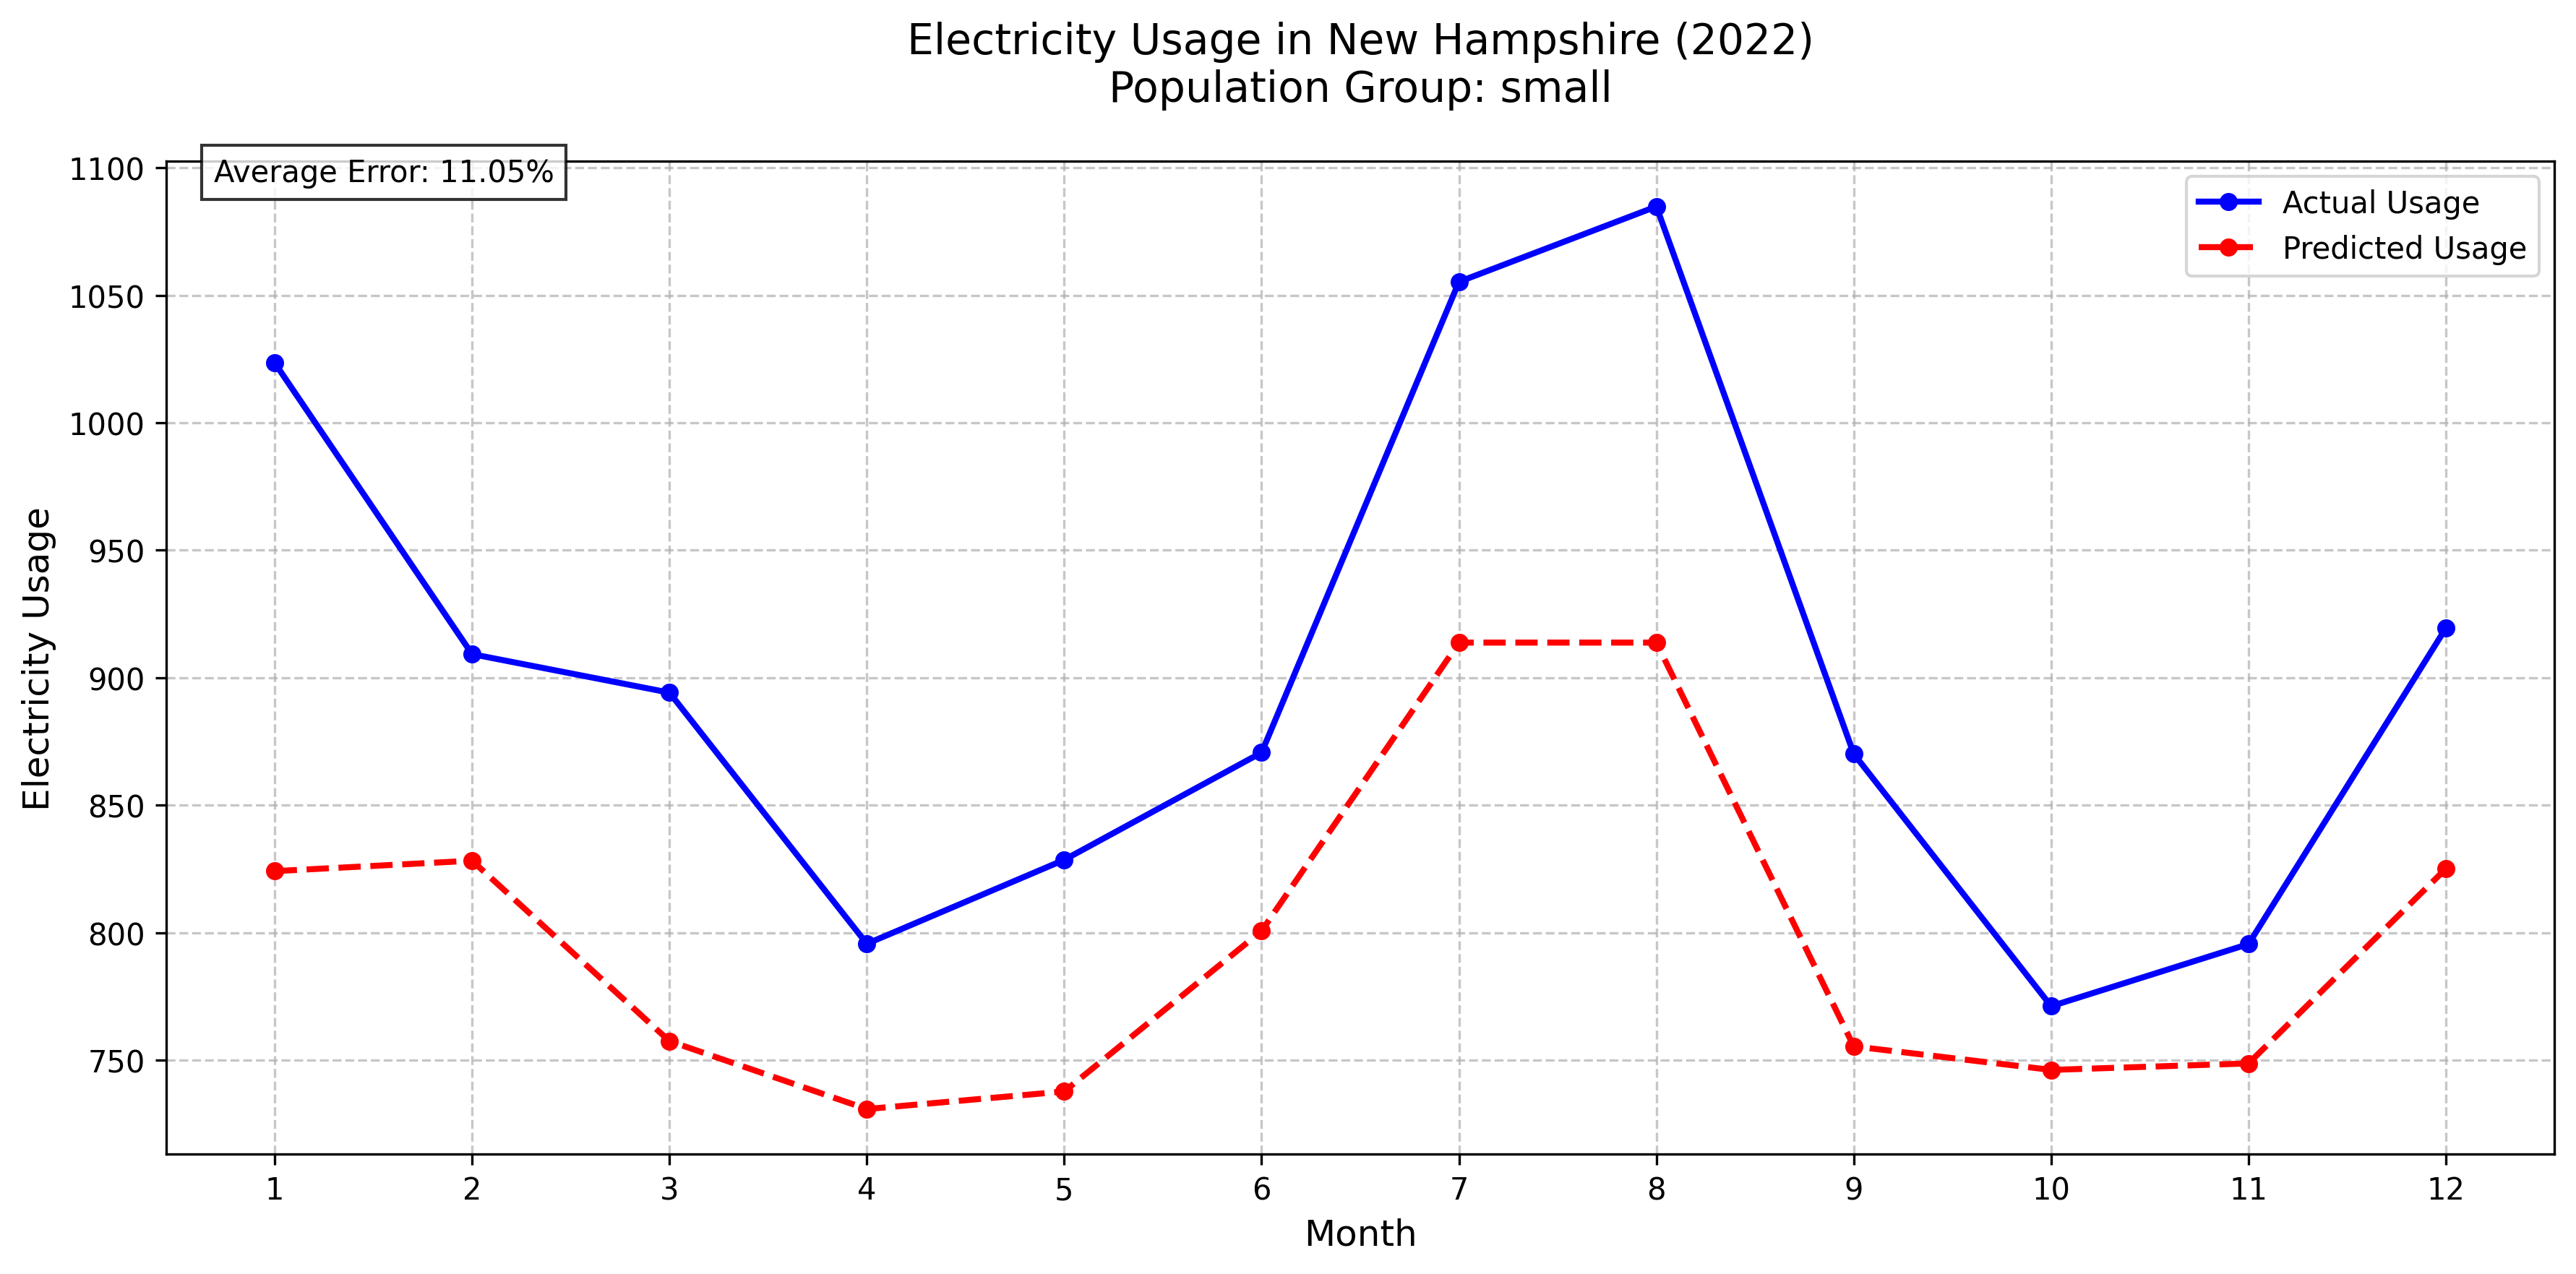 Electricity Usage in New Hampshire (2022)
Population Group: small
Average Error: 11.05%
Actual Usage
Predicted Usage
Electricity Usage
1100
1050
1000
950
900
850
800
750
1 2 3 4 5 6 7 8 9 10 11 12
Month